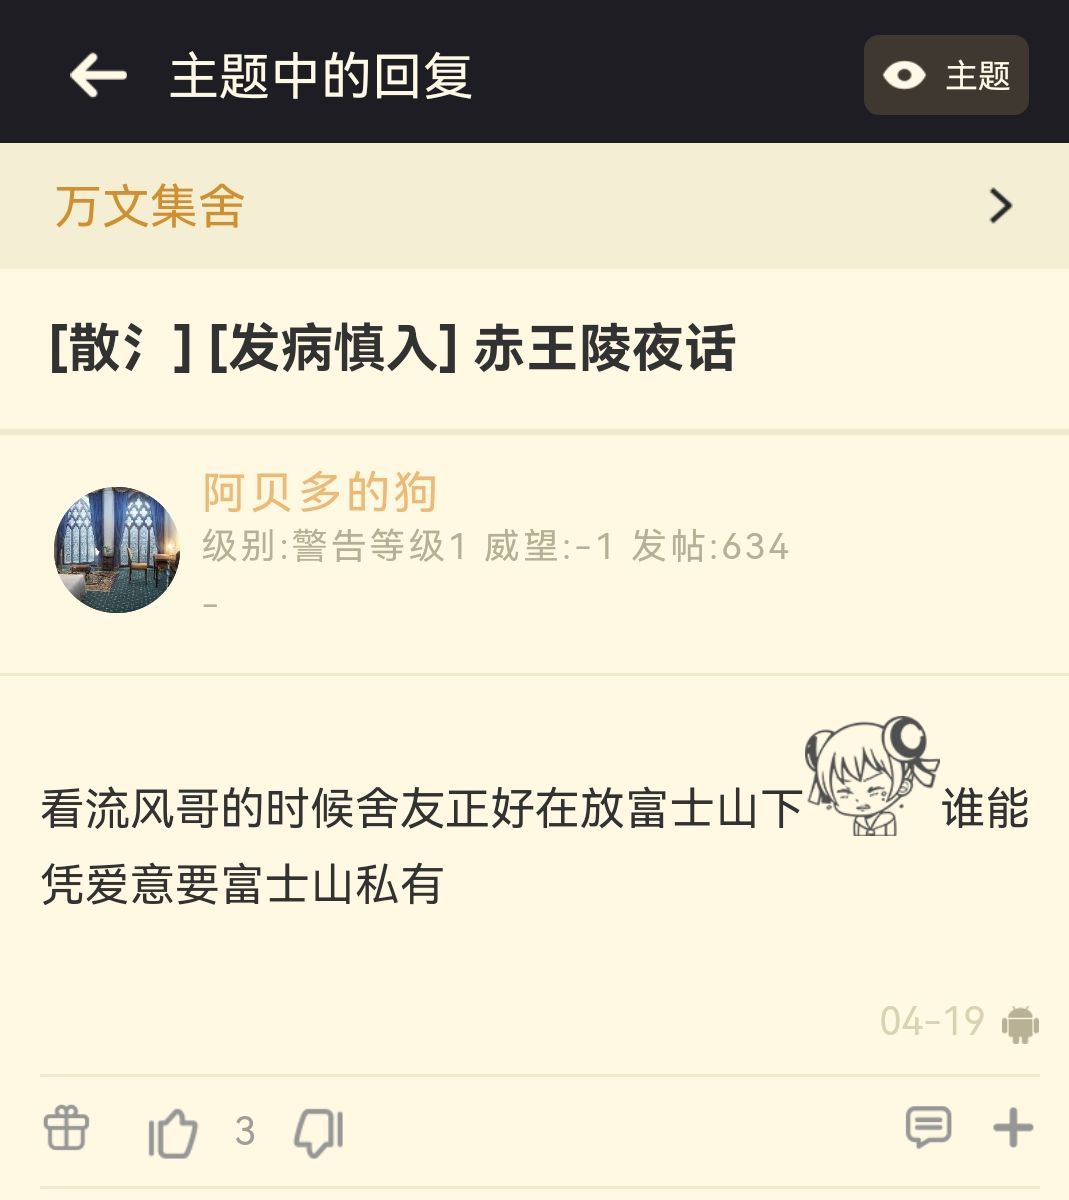 主题中的回复
主题
万文集舍
[散氵] [发病慎入] 赤王陵夜话
阿贝多的狗
级别:警告等级1 威望:-1 发帖:634
-
看流风哥的时候舍友正好在放富士山下谁能
凭爱意要富士山私有
04-19
3